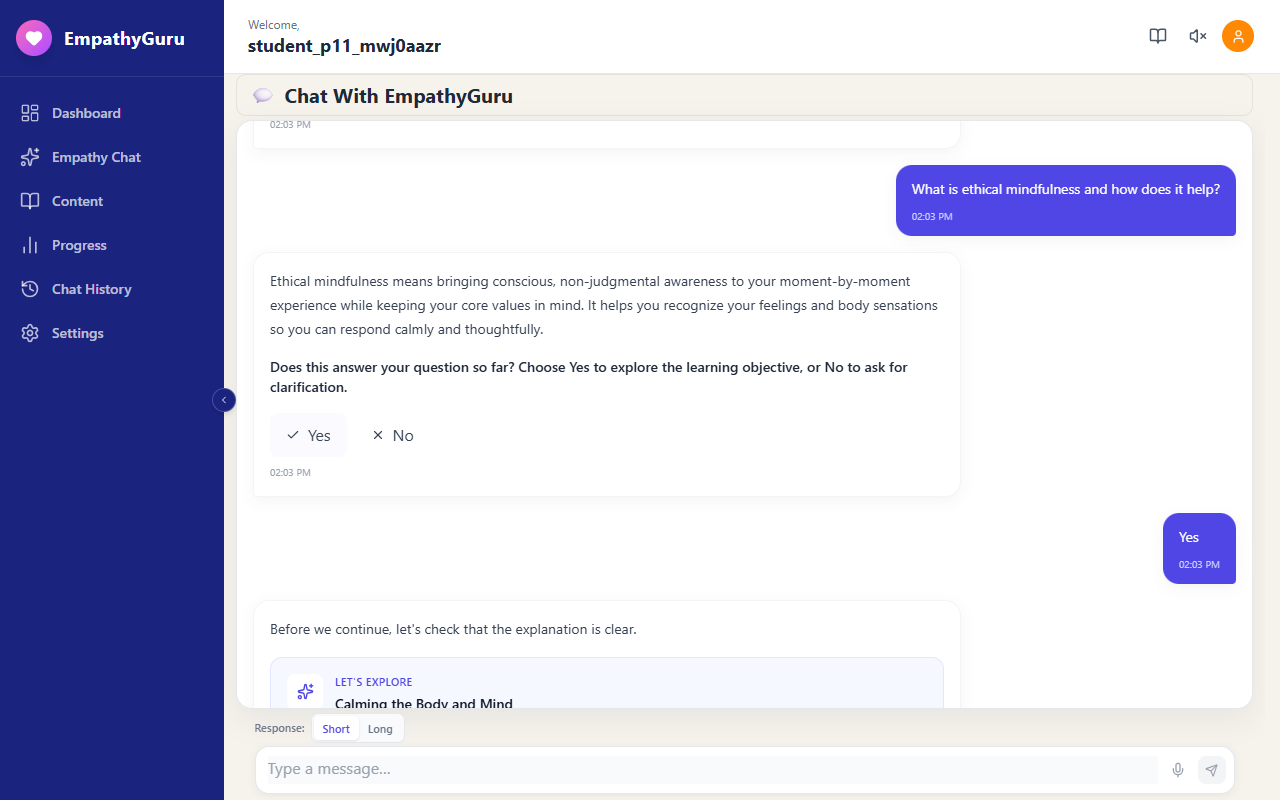 EmpathyGuru
Dashboard
Empathy Chat
Content
Progress
Chat History
Settings
Welcome,
student_p11_mwj0aazr
Chat With EmpathyGuru
02:03 PM
What is ethical mindfulness and how does it help?
02:03 PM
Ethical mindfulness means bringing conscious, non-judgmental awareness to your moment-by-moment
experience while keeping your core values in mind. It helps you recognize your feelings and body sensations
so you can respond calmly and thoughtfully.
Does this answer your question so far? Choose Yes to explore the learning objective, or No to ask for
clarification.
Yes No
02:03 PM
Yes
02:03 PM
Before we continue, let's check that the explanation is clear.
LET'S EXPLORE
Calming the Body and Mind
Response: Short Long
Type a message...